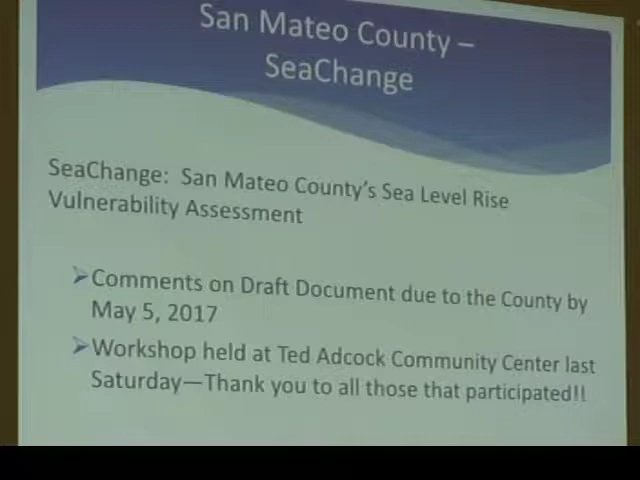 San Mateo County –
SeaChange
SeaChange: San Mateo County's Sea Level Rise
Vulnerability Assessment
Comments on Draft Document due to the County by
May 5, 2017
Workshop held at Ted Adcock Community Center last
Saturday—Thank you to all those that participated!!